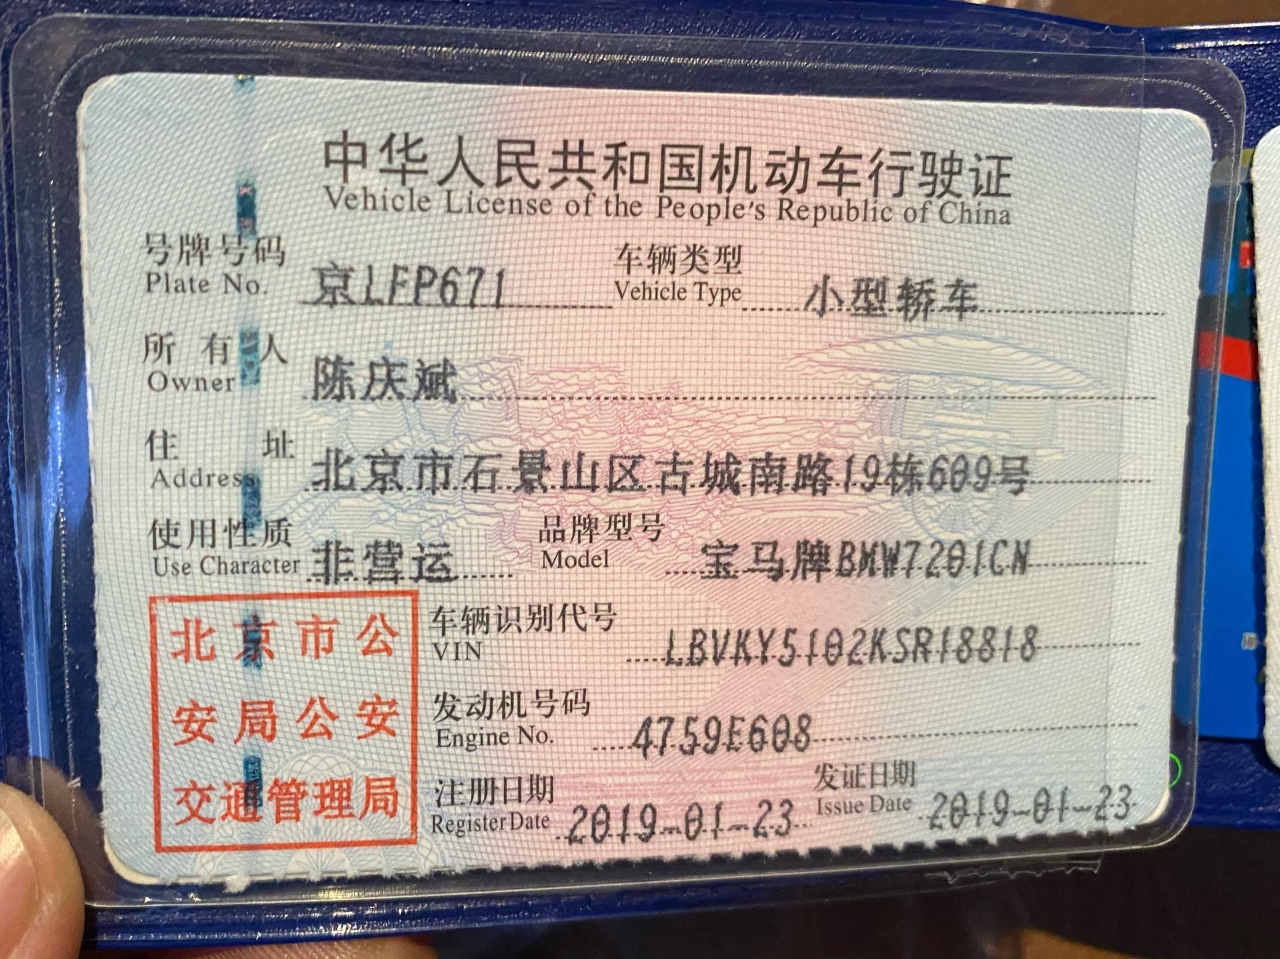 中华人民共和国机动车行驶证
Vehicle License of the People's Republic of China
号牌号码 京LFP671 车辆类型 小型轿车
Plate No. Vehicle Type
所有人 陈庆斌
Owner
住址 北京市石景山区古城南路19栋609号
Address
使用性质 非营运 品牌型号 宝马牌BMW7201CN
Use Character Model
车辆识别代号 LBVKY5102KSR18818
VIN
发动机号码 4759E608
Engine No.
注册日期 2019-01-23 发证日期 2019-01-23
Register Date Issue Date
北京市公
安局公安
交通管理局